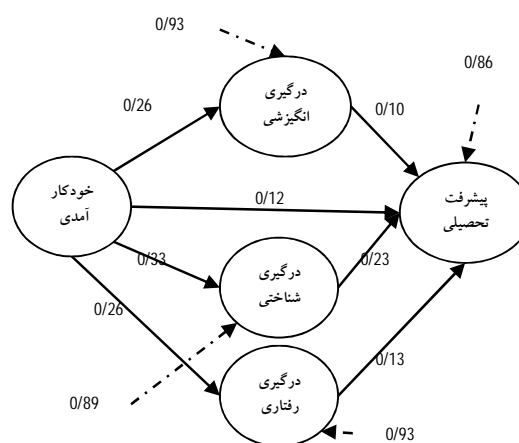 0/93
0/86
درگیری
انگیزشی
0/26
0/10
خودکار
آمدی
0/12
پیشرفت
تحصیلی
0/33
0/23
درگیری
شناختی
0/26
0/13
درگیری
رفتاری
0/89
0/93